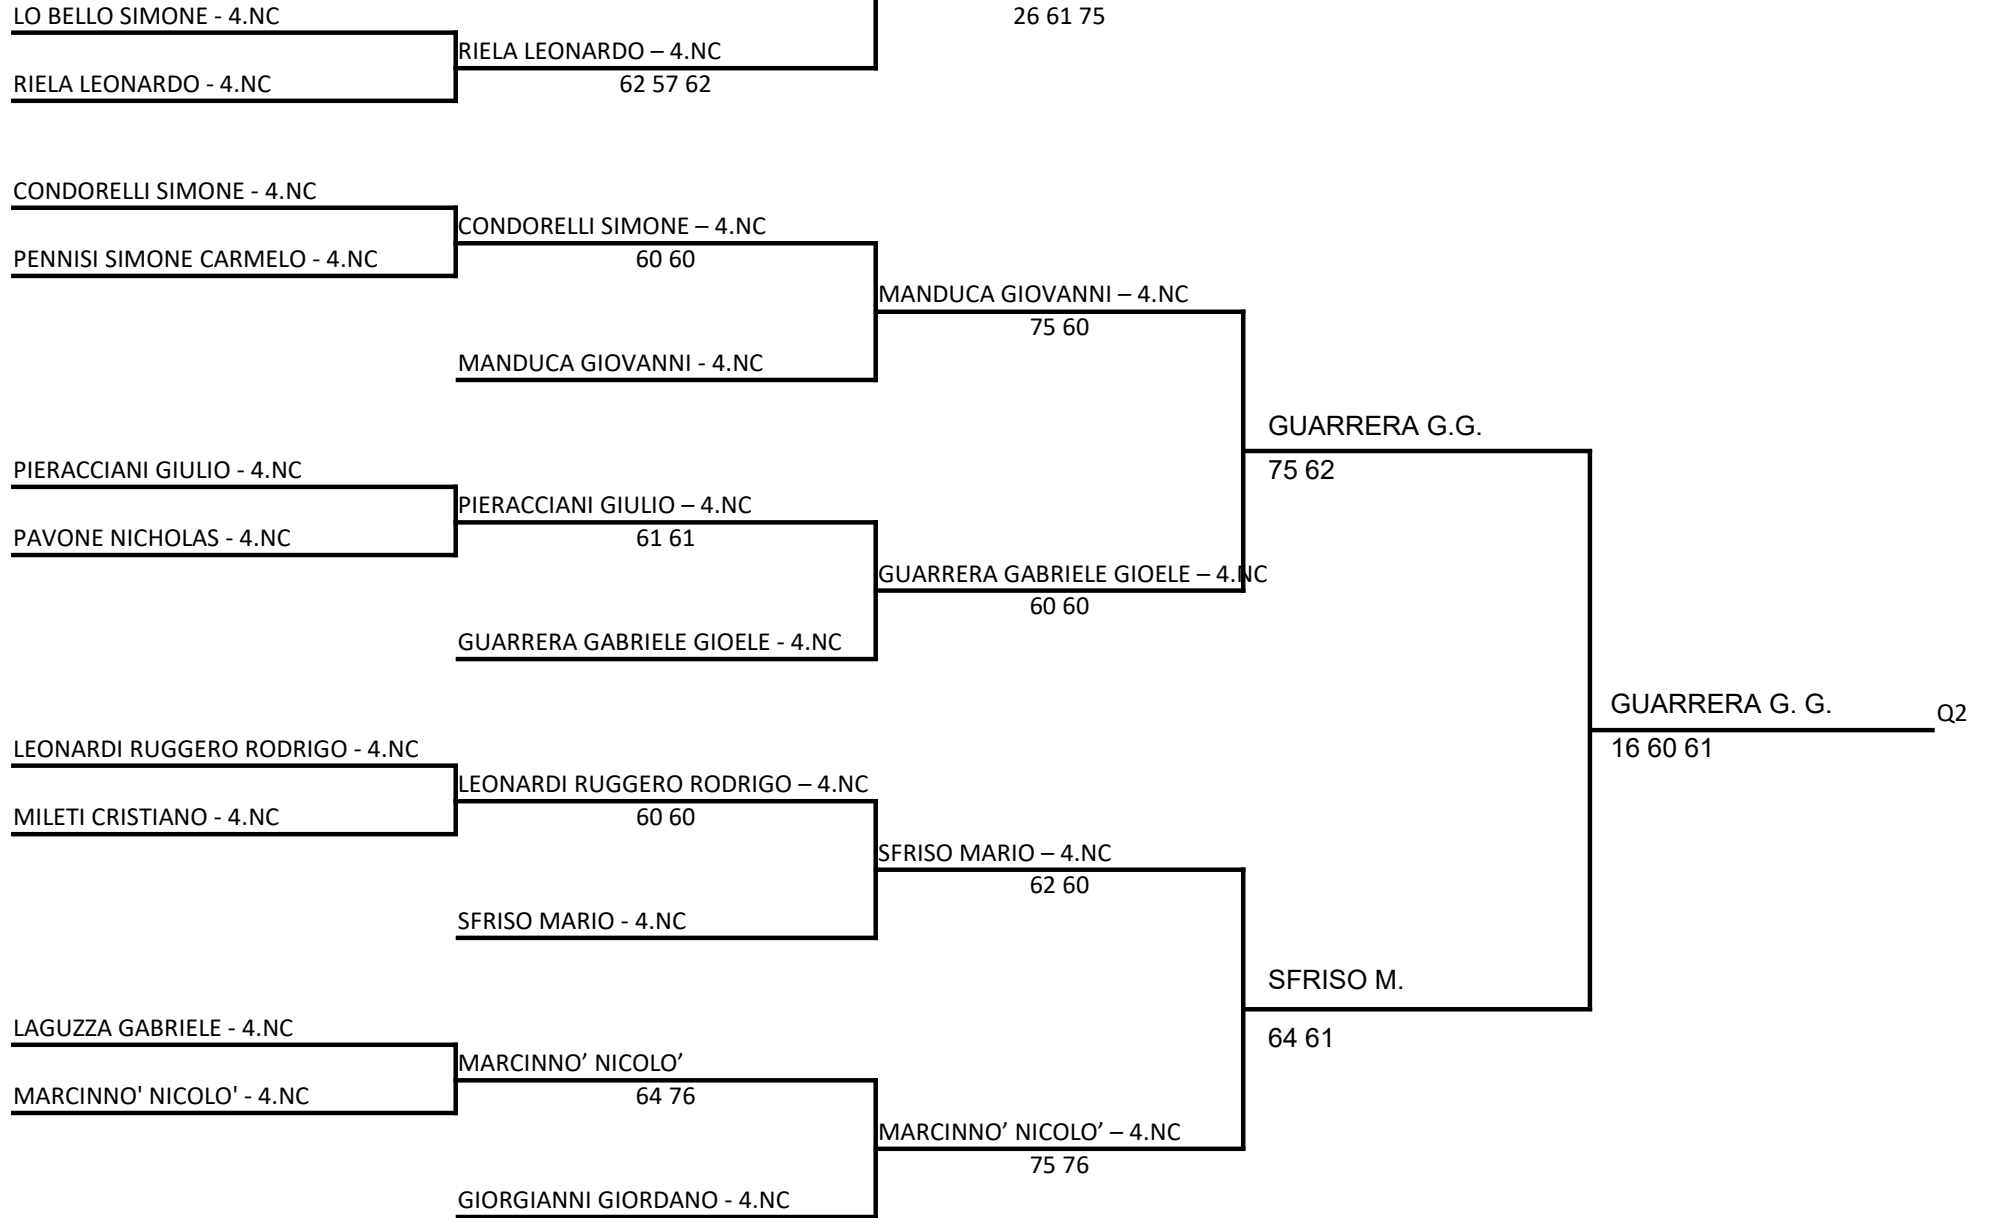 LO BELLO SIMONE - 4.NC
26 61 75
RIELA LEONARDO – 4.NC
RIELA LEONARDO - 4.NC
62 57 62
CONDORELLI SIMONE - 4.NC
CONDORELLI SIMONE – 4.NC
PENNISI SIMONE CARMELO - 4.NC
60 60
MANDUCA GIOVANNI – 4.NC
75 60
MANDUCA GIOVANNI - 4.NC
GUARRERA G.G.
75 62
PIERACCIANI GIULIO - 4.NC
PIERACCIANI GIULIO – 4.NC
PAVONE NICHOLAS - 4.NC
61 61
GUARRERA GABRIELE GIOELE – 4.NC
60 60
GUARRERA GABRIELE GIOELE - 4.NC
GUARRERA G. G.
Q2
16 60 61
LEONARDI RUGGERO RODRIGO - 4.NC
LEONARDI RUGGERO RODRIGO – 4.NC
MILETI CRISTIANO - 4.NC
60 60
SFRISO MARIO – 4.NC
62 60
SFRISO MARIO - 4.NC
SFRISO M.
64 61
LAGUZZA GABRIELE - 4.NC
MARCINNO’ NICOLO’
MARCINNO' NICOLO' - 4.NC
64 76
MARCINNO’ NICOLO’ – 4.NC
75 76
GIORGIANNI GIORDANO - 4.NC